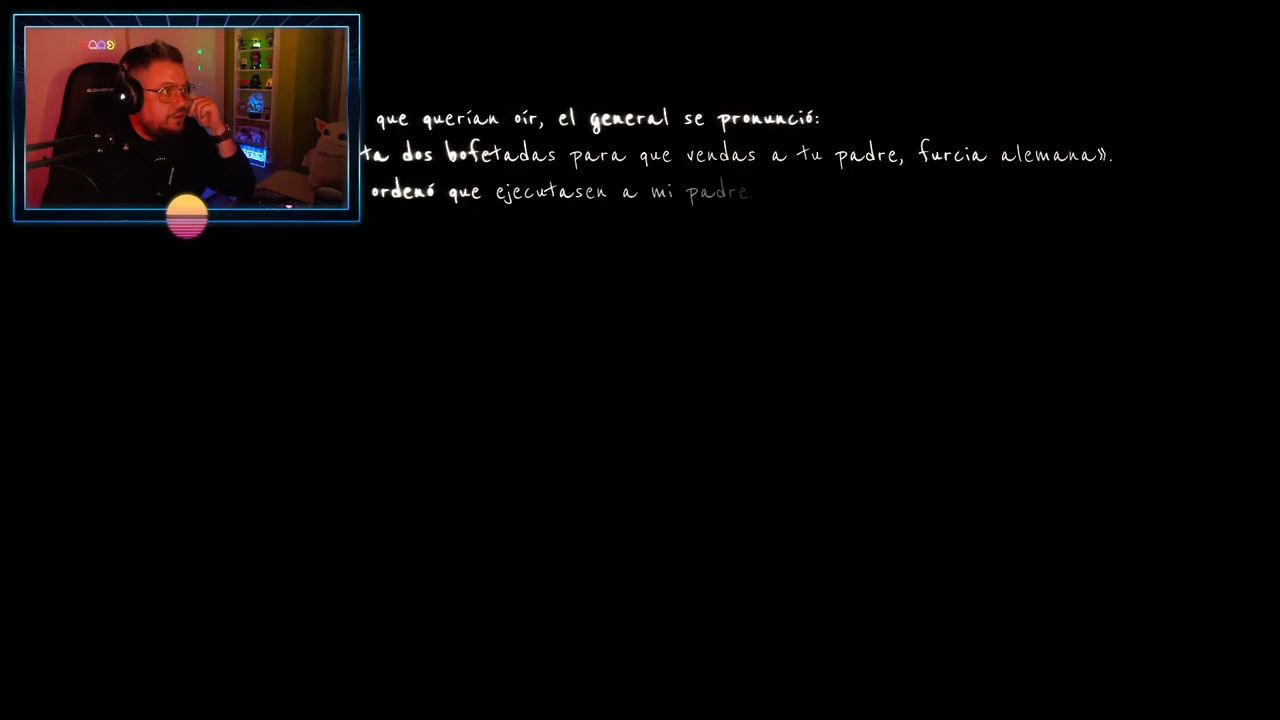 que querían oír, el general se pronunció:
ta dos bofetadas para que vendas a tu padre, furcia alemana».
ordenó que ejecutasen a mi padre.